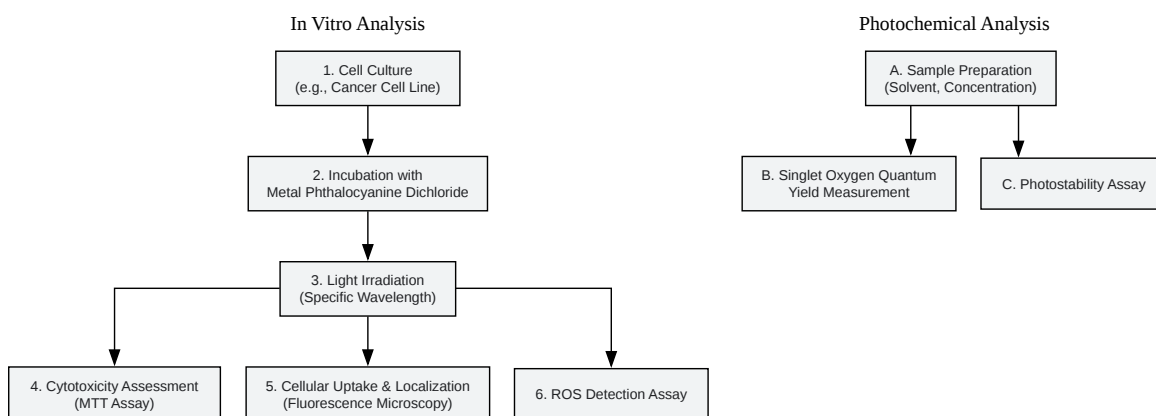 In Vitro Analysis
1. Cell Culture
(e.g., Cancer Cell Line)
2. Incubation with
Metal Phthalocyanine Dichloride
3. Light Irradiation
(Specific Wavelength)
4. Cytotoxicity Assessment
(MTT Assay)
5. Cellular Uptake & Localization
(Fluorescence Microscopy)
6. ROS Detection Assay
Photochemical Analysis
A. Sample Preparation
(Solvent, Concentration)
B. Singlet Oxygen Quantum
Yield Measurement
C. Photostability Assay